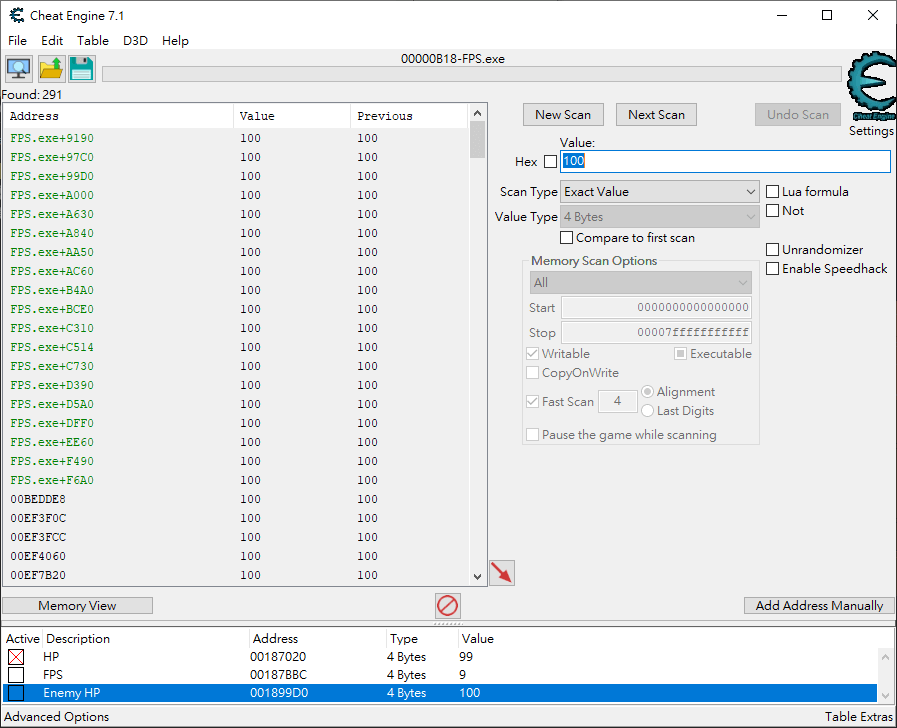 Cheat Engine 7.1
File Edit Table D3D Help
00000B18-FPS.exe
Found: 291
Address Value Previous
FPS.exe+9190 100 100
FPS.exe+97C0 100 100
FPS.exe+99D0 100 100
FPS.exe+A000 100 100
FPS.exe+A630 100 100
FPS.exe+A840 100 100
FPS.exe+AA50 100 100
FPS.exe+AC60 100 100
FPS.exe+B4A0 100 100
FPS.exe+BCE0 100 100
FPS.exe+C310 100 100
FPS.exe+C514 100 100
FPS.exe+C730 100 100
FPS.exe+D390 100 100
FPS.exe+D5A0 100 100
FPS.exe+DFF0 100 100
FPS.exe+EE60 100 100
FPS.exe+F490 100 100
FPS.exe+F6A0 100 100
00BEDDE8 100 100
00EF3F0C 100 100
00EF3FCC 100 100
00EF4060 100 100
00EF7B20 100 100
New Scan Next Scan Undo Scan
Cheat Engine
Settings
Value:
Hex 100
Scan Type Exact Value
Lua formula
Value Type 4 Bytes
Not
Compare to first scan
Unrandomizer
Enable Speedhack
Memory Scan Options
All
Start 0000000000000000
Stop 00007fffffffffff
Writable Executable
CopyOnWrite
Fast Scan 4 Alignment
Last Digits
Pause the game while scanning
Memory View
Add Address Manually
Active Description Address Type Value
HP 00187020 4 Bytes 99
FPS 00187BBC 4 Bytes 9
Enemy HP 001899D0 4 Bytes 100
Advanced Options Table Extras